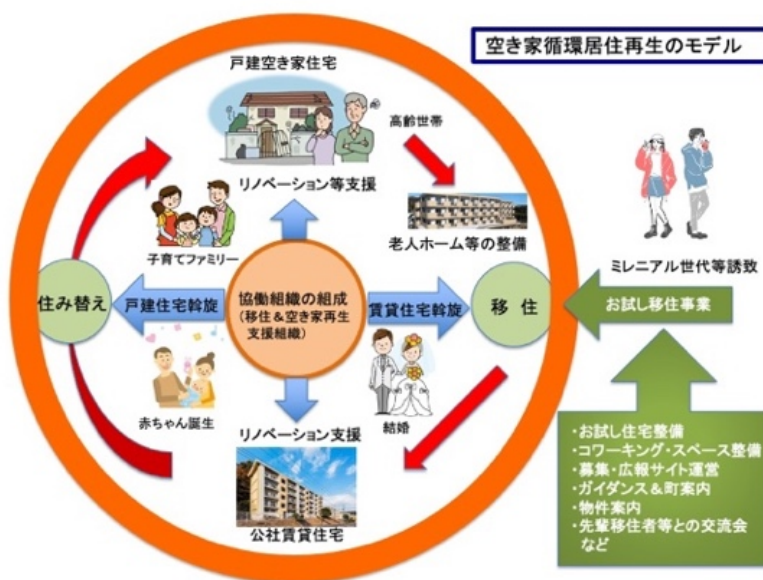 空き家循環居住再生のモデル
戸建空き家住宅
高齢世帯
リノベーション等支援
老人ホーム等の整備
子育てファミリー
ミレニアル世代等誘致
住み替え
戸建住宅斡旋
協働組織の組成
(移住＆空き家再生
支援組織)
賃貸住宅斡旋
移 住
お試し移住事業
赤ちゃん誕生
リノベーション支援
結婚
公社賃貸住宅
・お試し住宅整備
・コワーキング・スペース整備
・募集・広報サイト運営
・ガイダンス＆町案内
・物件案内
・先輩移住者等との交流会
など